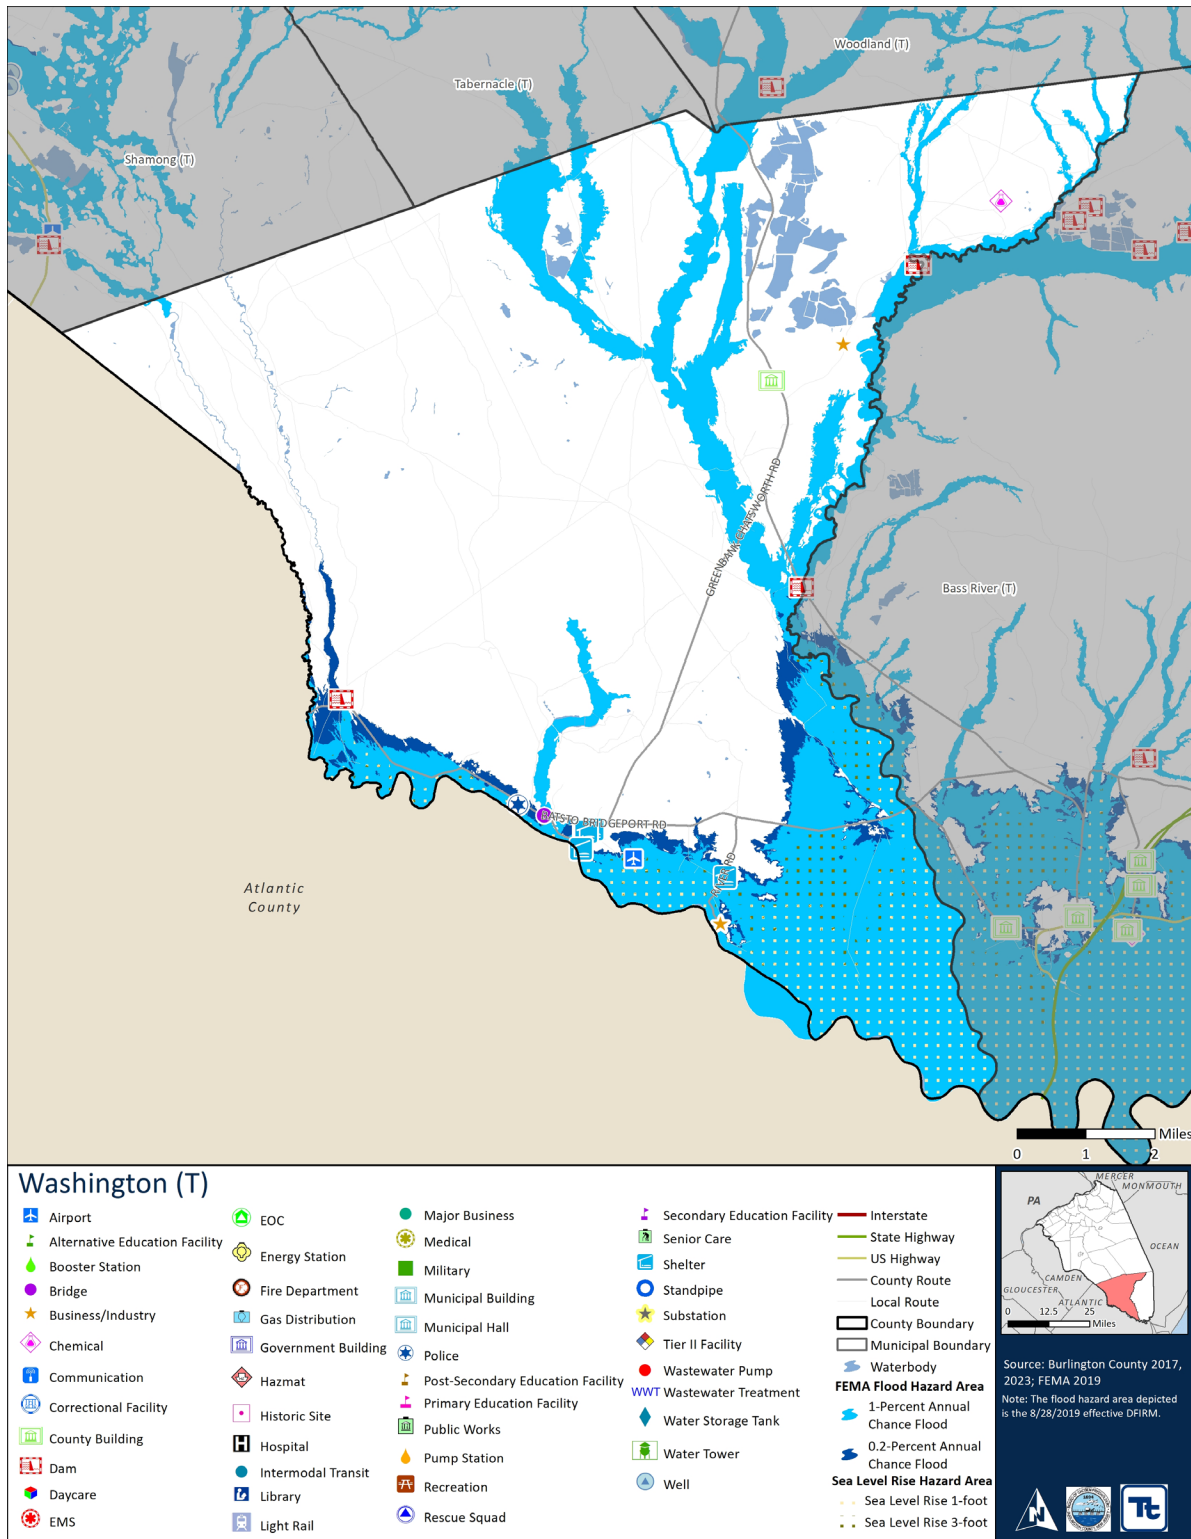 Woodland (T)
Tabernacle (T)
Shamong (T)
GREENBANK CHATSWORTH RD
Bass River (T)
BATSTO BRIDGEPORT RD
RIVER RD
Atlantic
County
Miles
0 1 2
Washington (T)
Airport
Alternative Education Facility
Booster Station
Bridge
Business/Industry
Chemical
Communication
Correctional Facility
County Building
Dam
Daycare
EMS
EOC
Energy Station
Fire Department
Gas Distribution
Government Building
Hazmat
Historic Site
Hospital
Intermodal Transit
Library
Light Rail
Major Business
Medical
Military
Municipal Building
Municipal Hall
Police
Post-Secondary Education Facility
Primary Education Facility
Public Works
Pump Station
Recreation
Rescue Squad
Secondary Education Facility
Senior Care
Shelter
Standpipe
Substation
Tier II Facility
Wastewater Pump
WWT Wastewater Treatment
Water Storage Tank
Water Tower
Well
Interstate
State Highway
US Highway
County Route
Local Route
County Boundary
Municipal Boundary
Waterbody
FEMA Flood Hazard Area
1-Percent Annual
Chance Flood
0.2-Percent Annual
Chance Flood
Sea Level Rise Hazard Area
Sea Level Rise 1-foot
Sea Level Rise 3-foot
MERCER
MONMOUTH
PA
OCEAN
CAMDEN
GLOUCESTER
ATLANTIC
0 12.5 25
Miles
Source: Burlington County 2017,
2023; FEMA 2019
Note: The flood hazard area depicted
is the 8/28/2019 effective DFIRM.
N
Tt